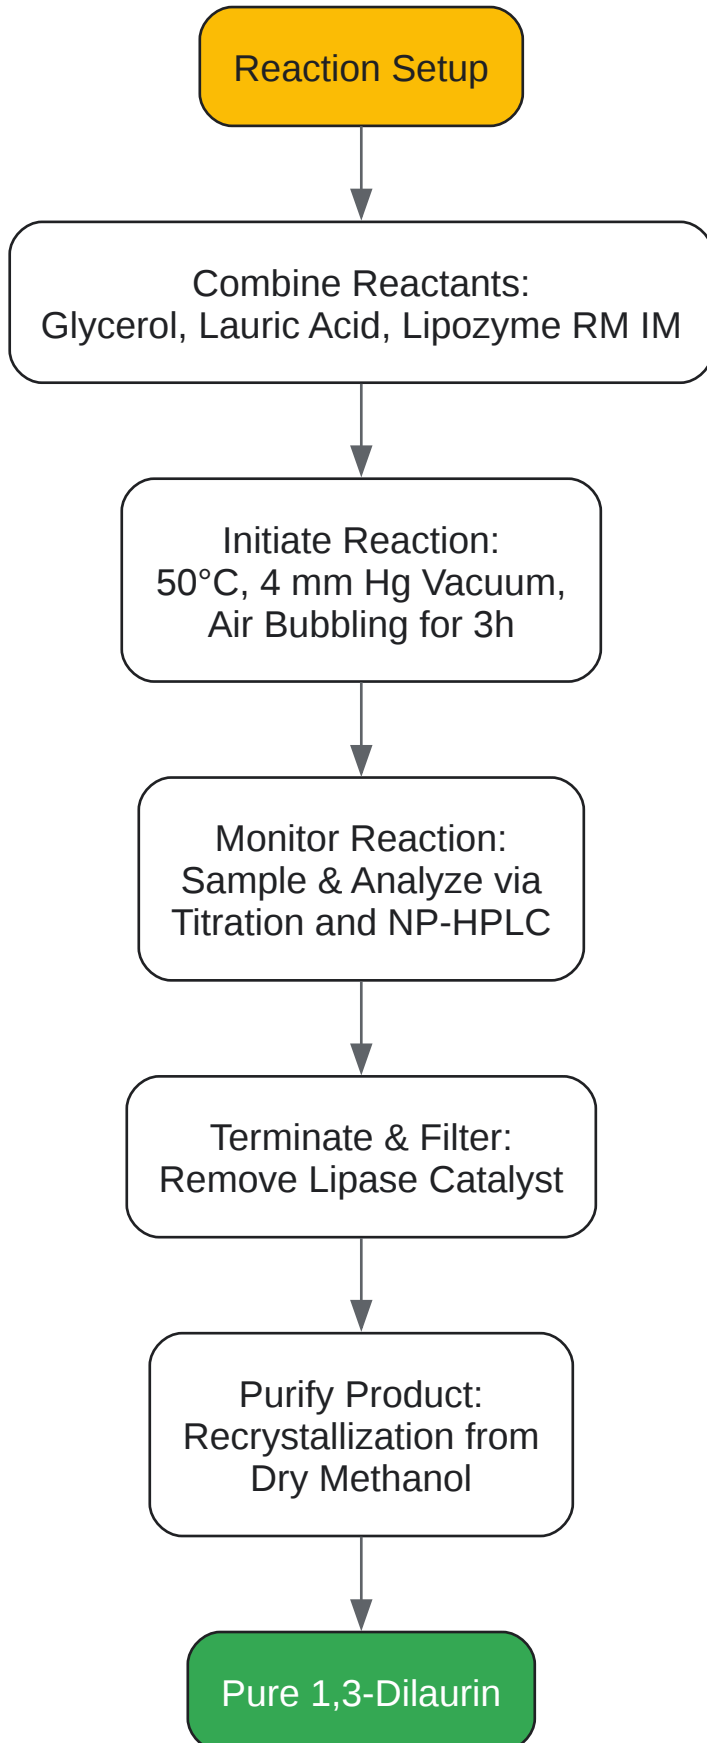 Reaction Setup
Combine Reactants:
Glycerol, Lauric Acid, Lipozyme RM IM
Initiate Reaction:
50°C, 4 mm Hg Vacuum,
Air Bubbling for 3h
Monitor Reaction:
Sample & Analyze via
Titration and NP-HPLC
Terminate & Filter:
Remove Lipase Catalyst
Purify Product:
Recrystallization from
Dry Methanol
Pure 1,3-Dilaurin